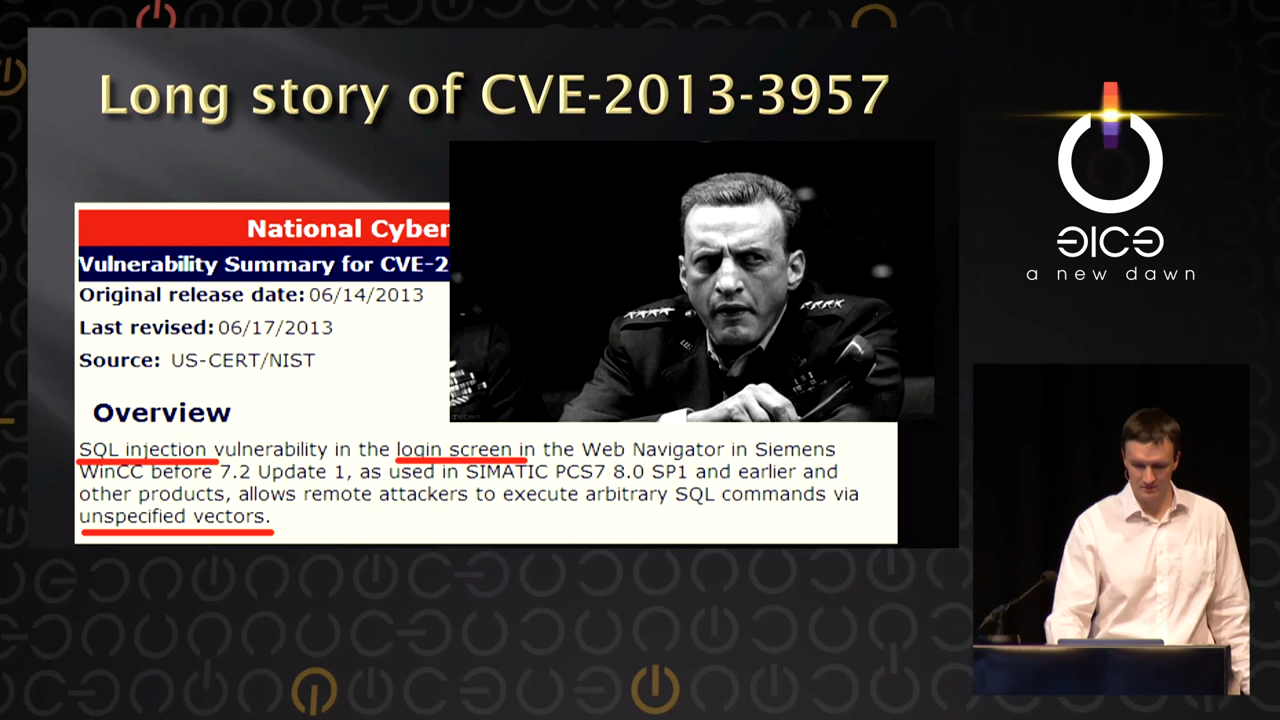 Long story of CVE-2013-3957
National Cyber
Vulnerability Summary for CVE-2
Original release date: 06/14/2013
Last revised: 06/17/2013
Source: US-CERT/NIST
Overview
SQL injection vulnerability in the login screen in the Web Navigator in Siemens
WinCC before 7.2 Update 1, as used in SIMATIC PCS7 8.0 SP1 and earlier and
other products, allows remote attackers to execute arbitrary SQL commands via
unspecified vectors.
a new dawn